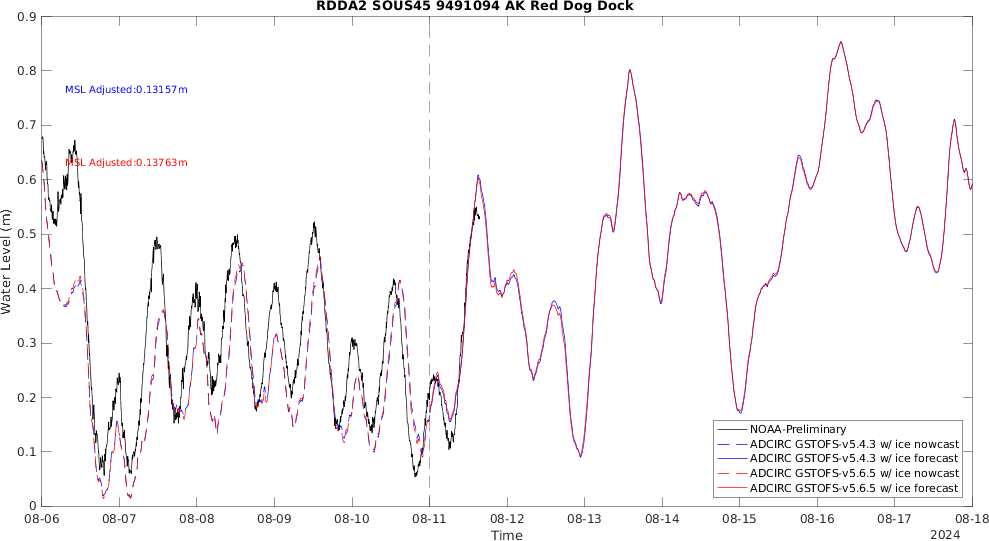 RDDA2 SOUS45 9491094 AK Red Dog Dock
0.9
0.8
0.7
0.6
0.5
0.4
0.3
0.2
0.1
0
Water Level (m)
MSL Adjusted:0.13157m
MSL Adjusted:0.13763m
NOAA-Preliminary
ADCIRC GSTOFS-v5.4.3 w/ ice nowcast
ADCIRC GSTOFS-v5.4.3 w/ ice forecast
ADCIRC GSTOFS-v5.6.5 w/ ice nowcast
ADCIRC GSTOFS-v5.6.5 w/ ice forecast
08-06 08-07 08-08 08-09 08-10 08-11 08-12 08-13 08-14 08-15 08-16 08-17 08-18
Time
2024